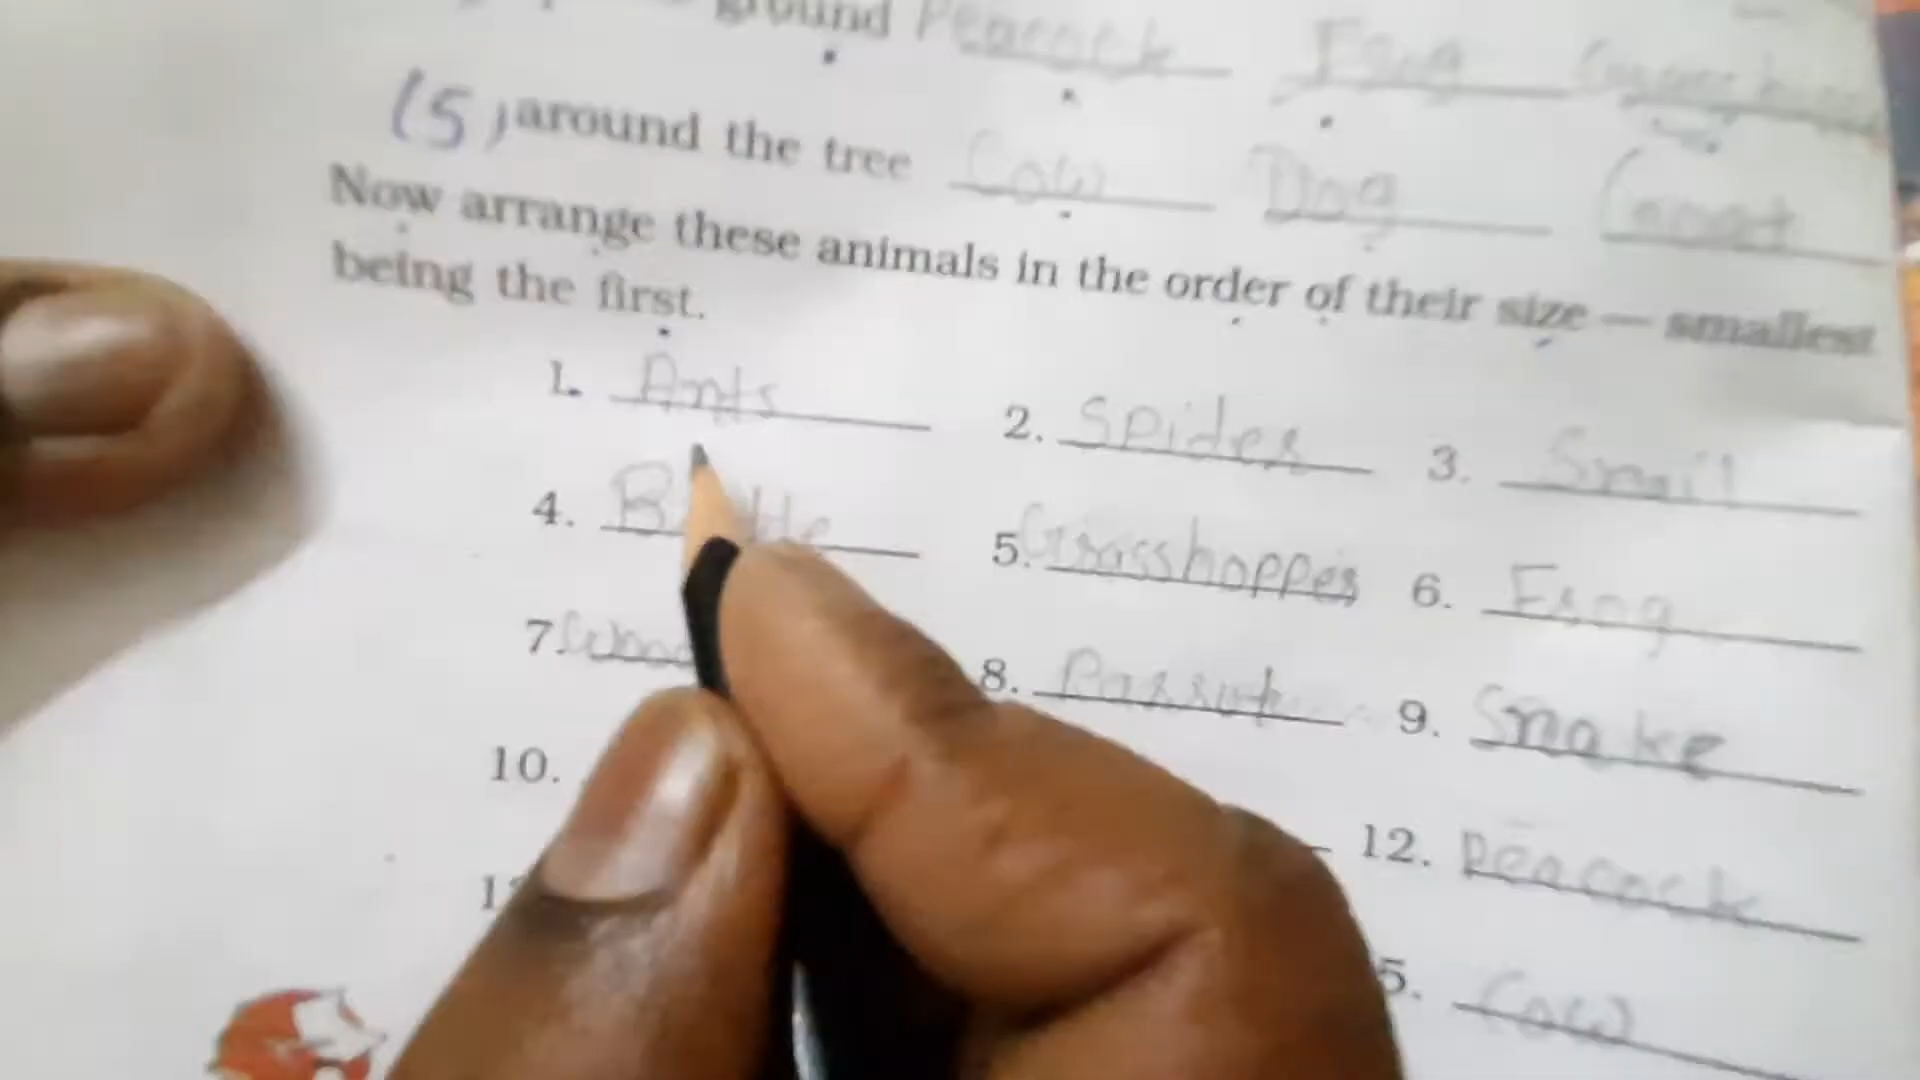 ground Peacock Frog
(5) around the tree Cow Dog
Now arrange these animals in the order of their size — smallest
being the first.
1. Ants 2. Spider 3. Snail
4. 5. Grasshopper 6. Frog
7. 8. Parrot 9. Snake
10. 12. Peacock
5. Cow